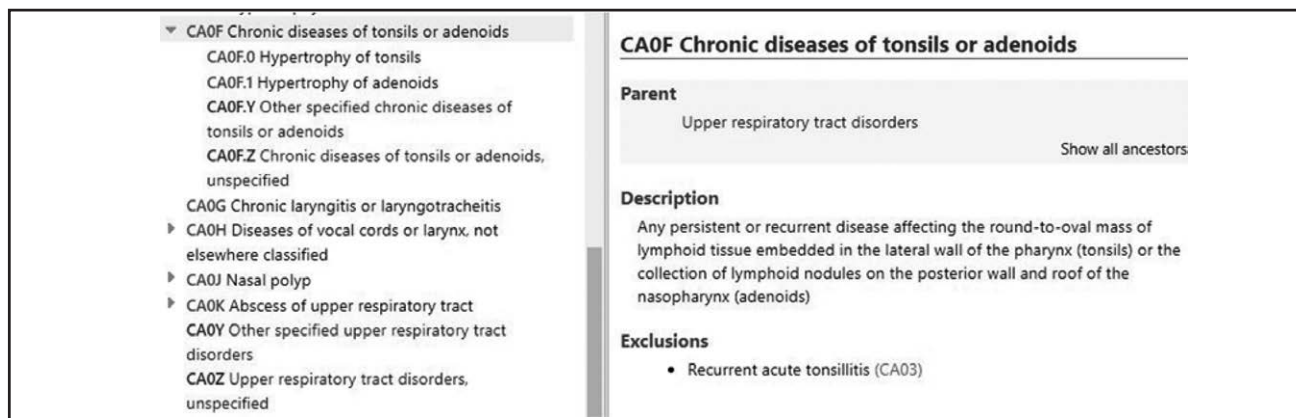 CA0F Chronic diseases of tonsils or adenoids
CA0F.0 Hypertrophy of tonsils
CA0F.1 Hypertrophy of adenoids
CA0F.Y Other specified chronic diseases of
tonsils or adenoids
CA0F.Z Chronic diseases of tonsils or adenoids,
unspecified
CA0G Chronic laryngitis or laryngotracheitis
CA0H Diseases of vocal cords or larynx, not
elsewhere classified
CA0J Nasal polyp
CA0K Abscess of upper respiratory tract
CA0Y Other specified upper respiratory tract
disorders
CA0Z Upper respiratory tract disorders,
unspecified
CA0F Chronic diseases of tonsils or adenoids
Parent
Upper respiratory tract disorders
Show all ancestors
Description
Any persistent or recurrent disease affecting the round-to-oval mass of
lymphoid tissue embedded in the lateral wall of the pharynx (tonsils) or the
collection of lymphoid nodules on the posterior wall and roof of the
nasopharynx (adenoids)
Exclusions
• Recurrent acute tonsillitis (CA03)